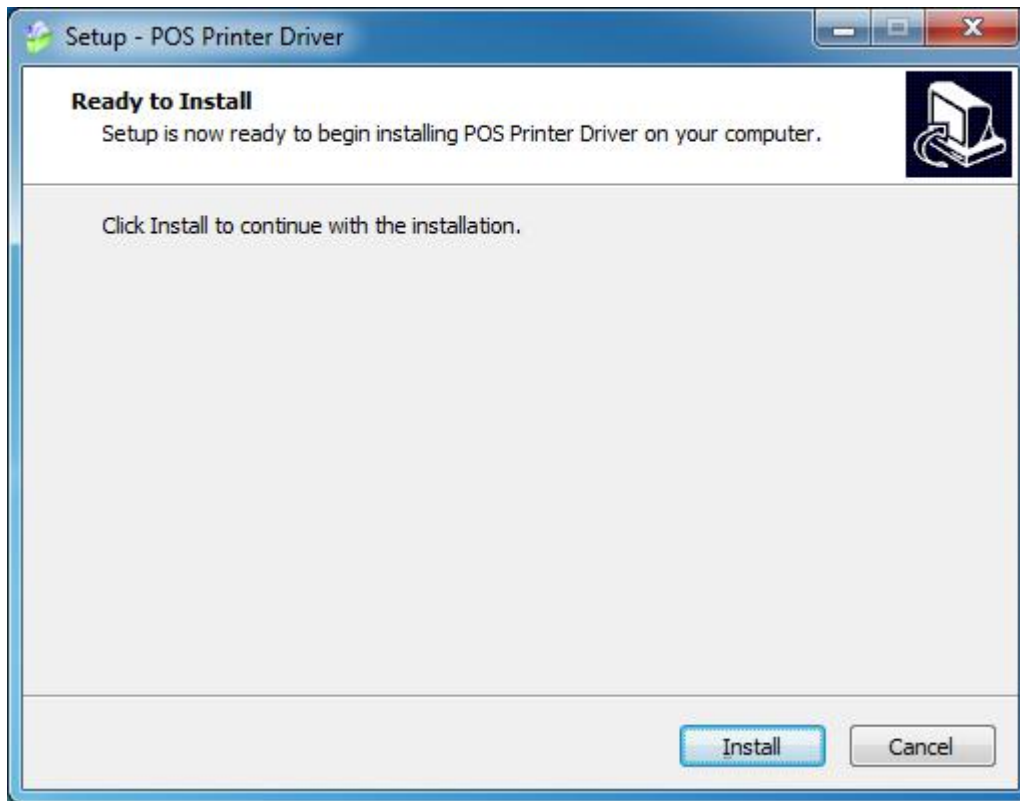 Setup - POS Printer Driver
Ready to Install
Setup is now ready to begin installing POS Printer Driver on your computer.
Click Install to continue with the installation.
Install
Cancel